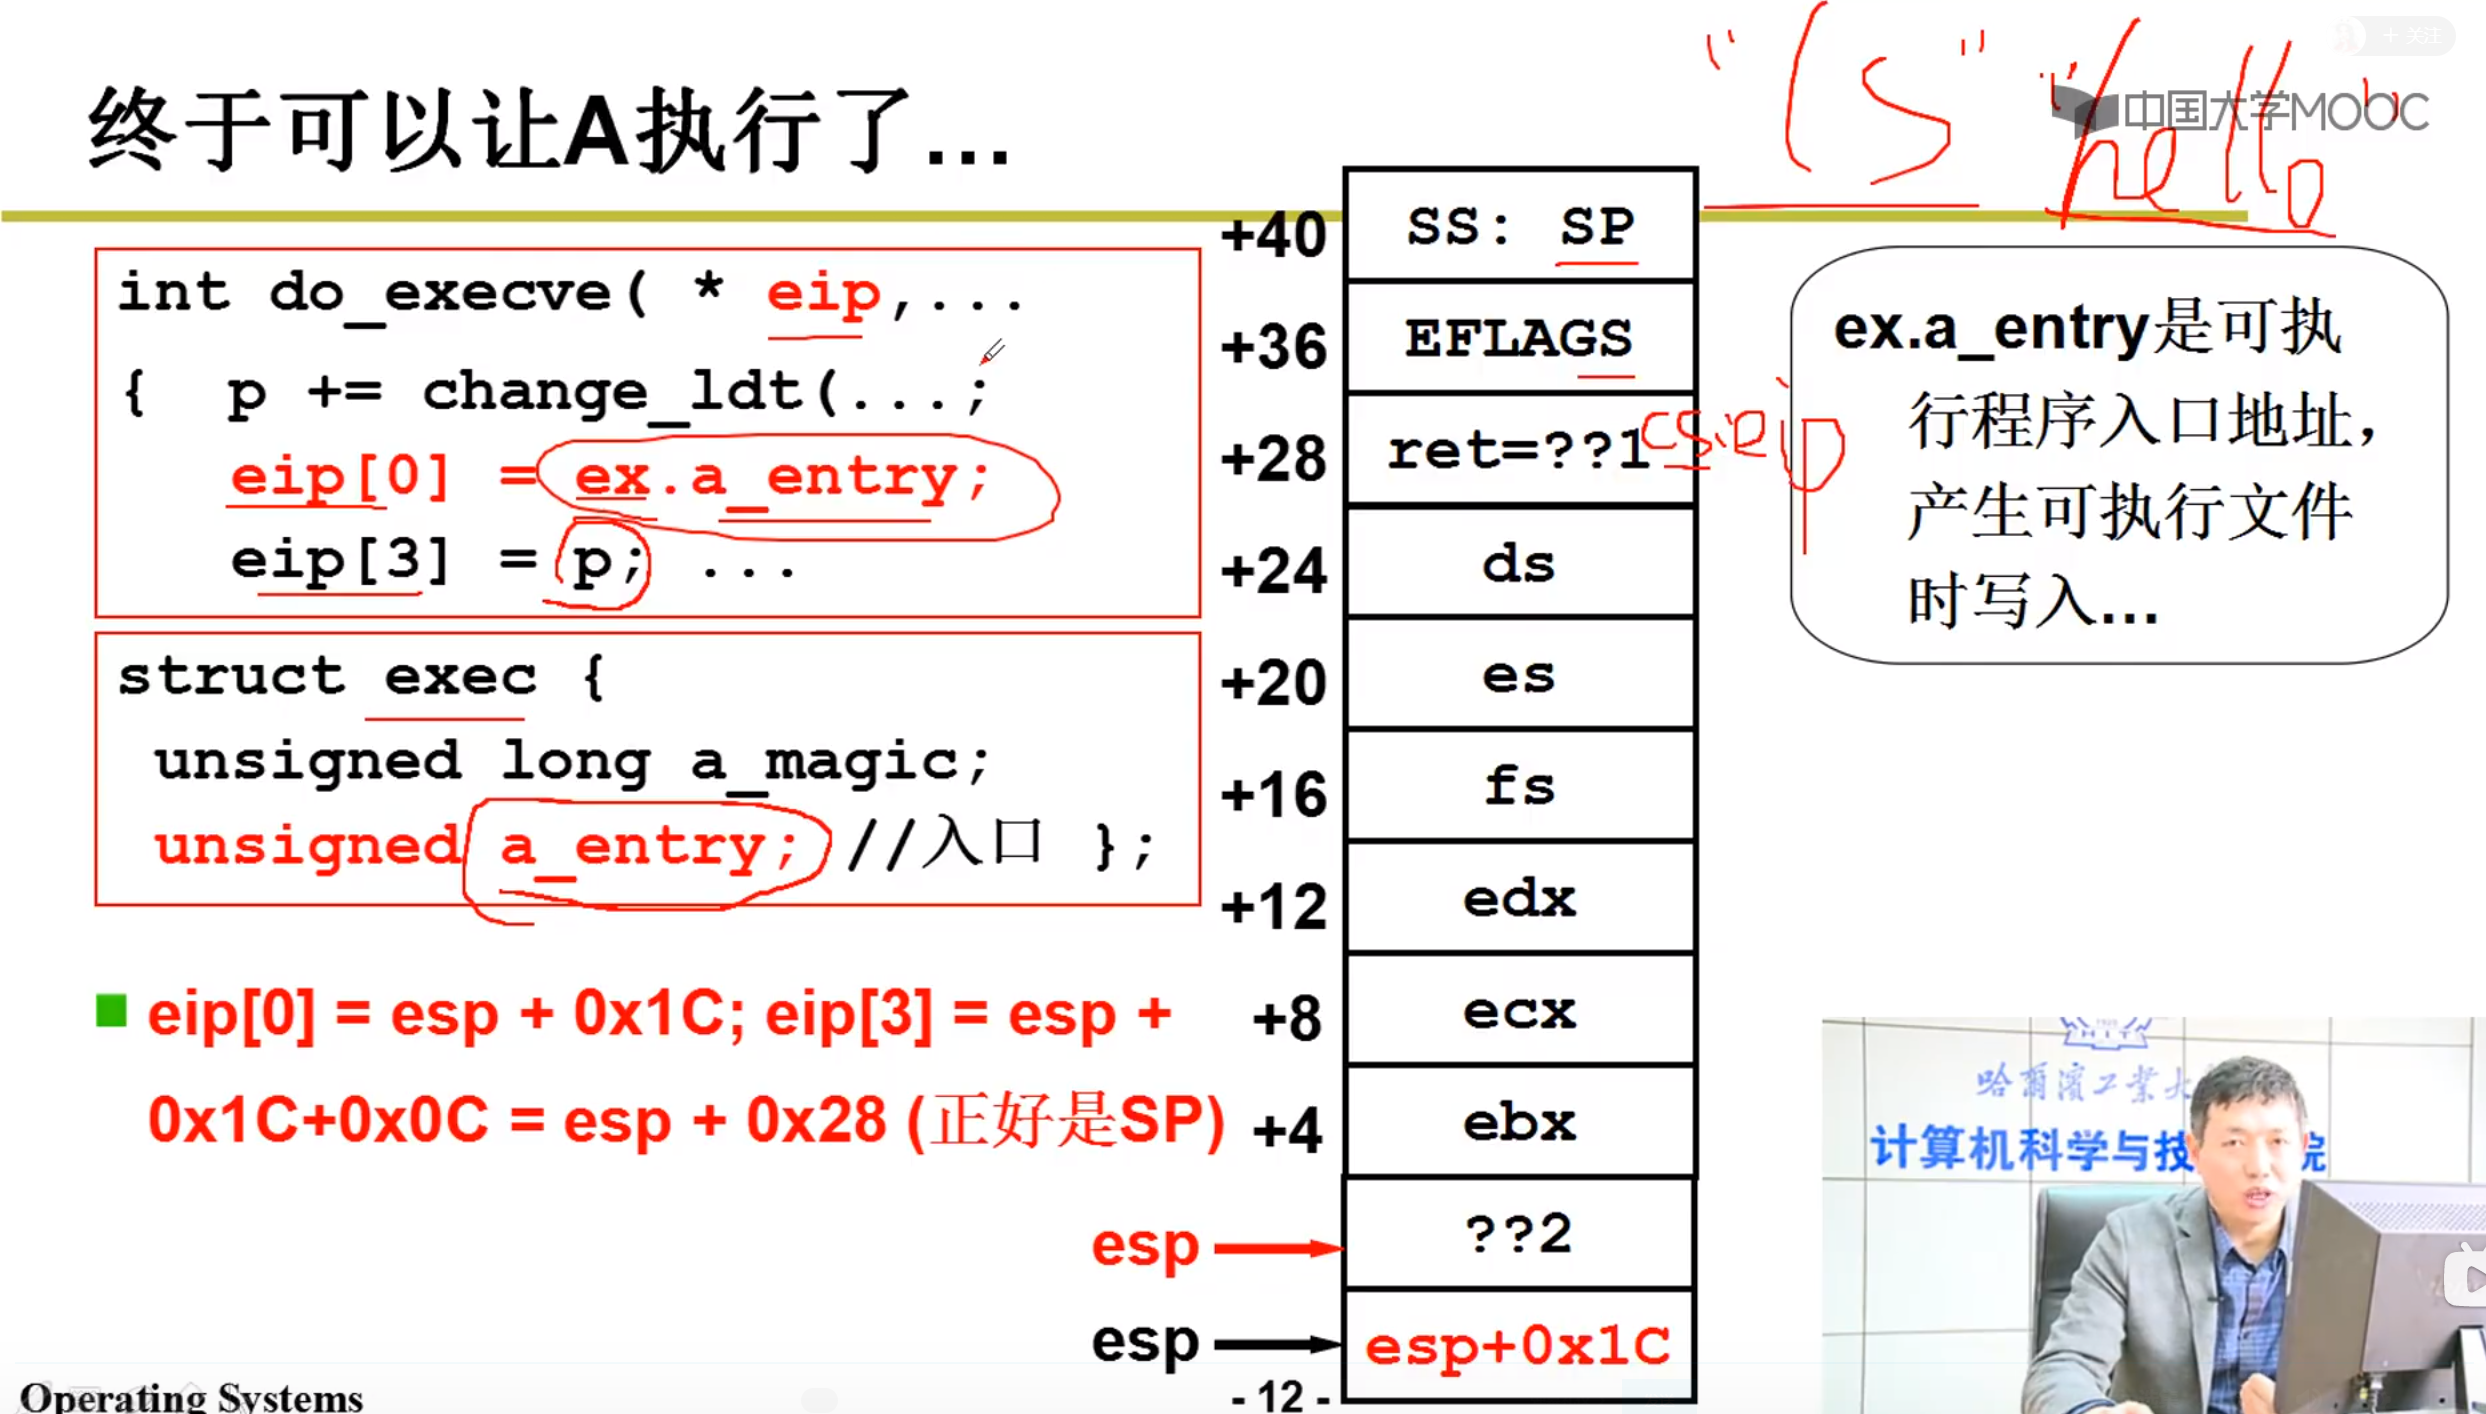 "ls" "hello"
中国大学MOOC
+ 关注
终于可以让A执行了...
int do_execve( * eip,...
{  p += change_ldt(...;
eip[0] = ex.a_entry;
eip[3] = p; ...
struct exec {
unsigned long a_magic;
unsigned a_entry; //入口 };
eip[0] = esp + 0x1C; eip[3] = esp +
0x1C+0x0C = esp + 0x28 (正好是SP)
+40 SS: SP
+36 EFLAGS
+28 ret=??1 cs:eip
+24 ds
+20 es
+16 fs
+12 edx
+8 ecx
+4 ebx
esp ??2
esp esp+0x1C
ex.a_entry是可执
行程序入口地址，
产生可执行文件
时写入...
哈爾濱工業大
计算机科学与技 院
Operating Systems
- 12 -